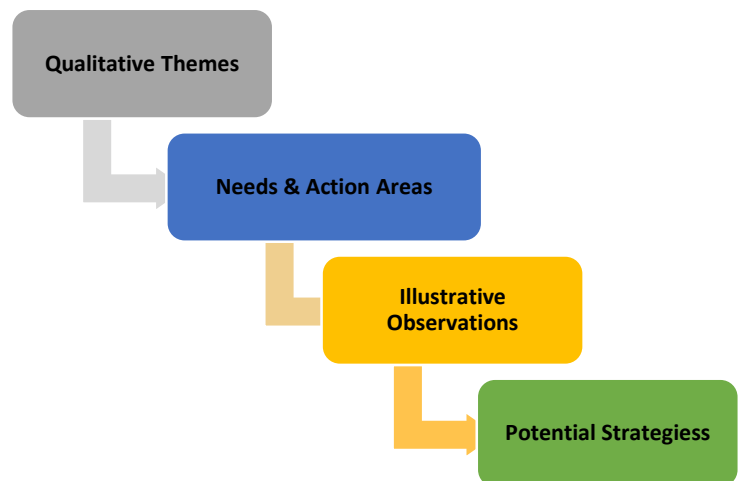 Qualitative Themes
Needs & Action Areas
Illustrative
Observations
Potential Strategiess